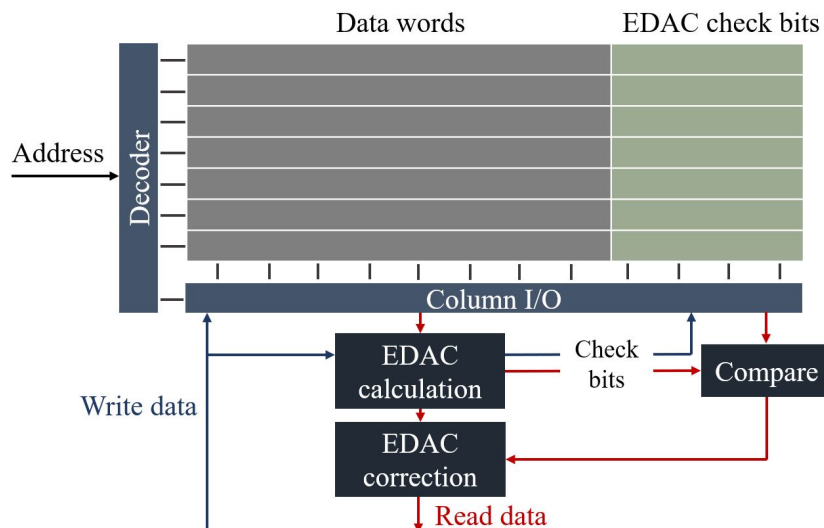 Data words
EDAC check bits
Address
Decoder
Column I/O
EDAC
calculation
Check
bits
Compare
Write data
EDAC
correction
Read data